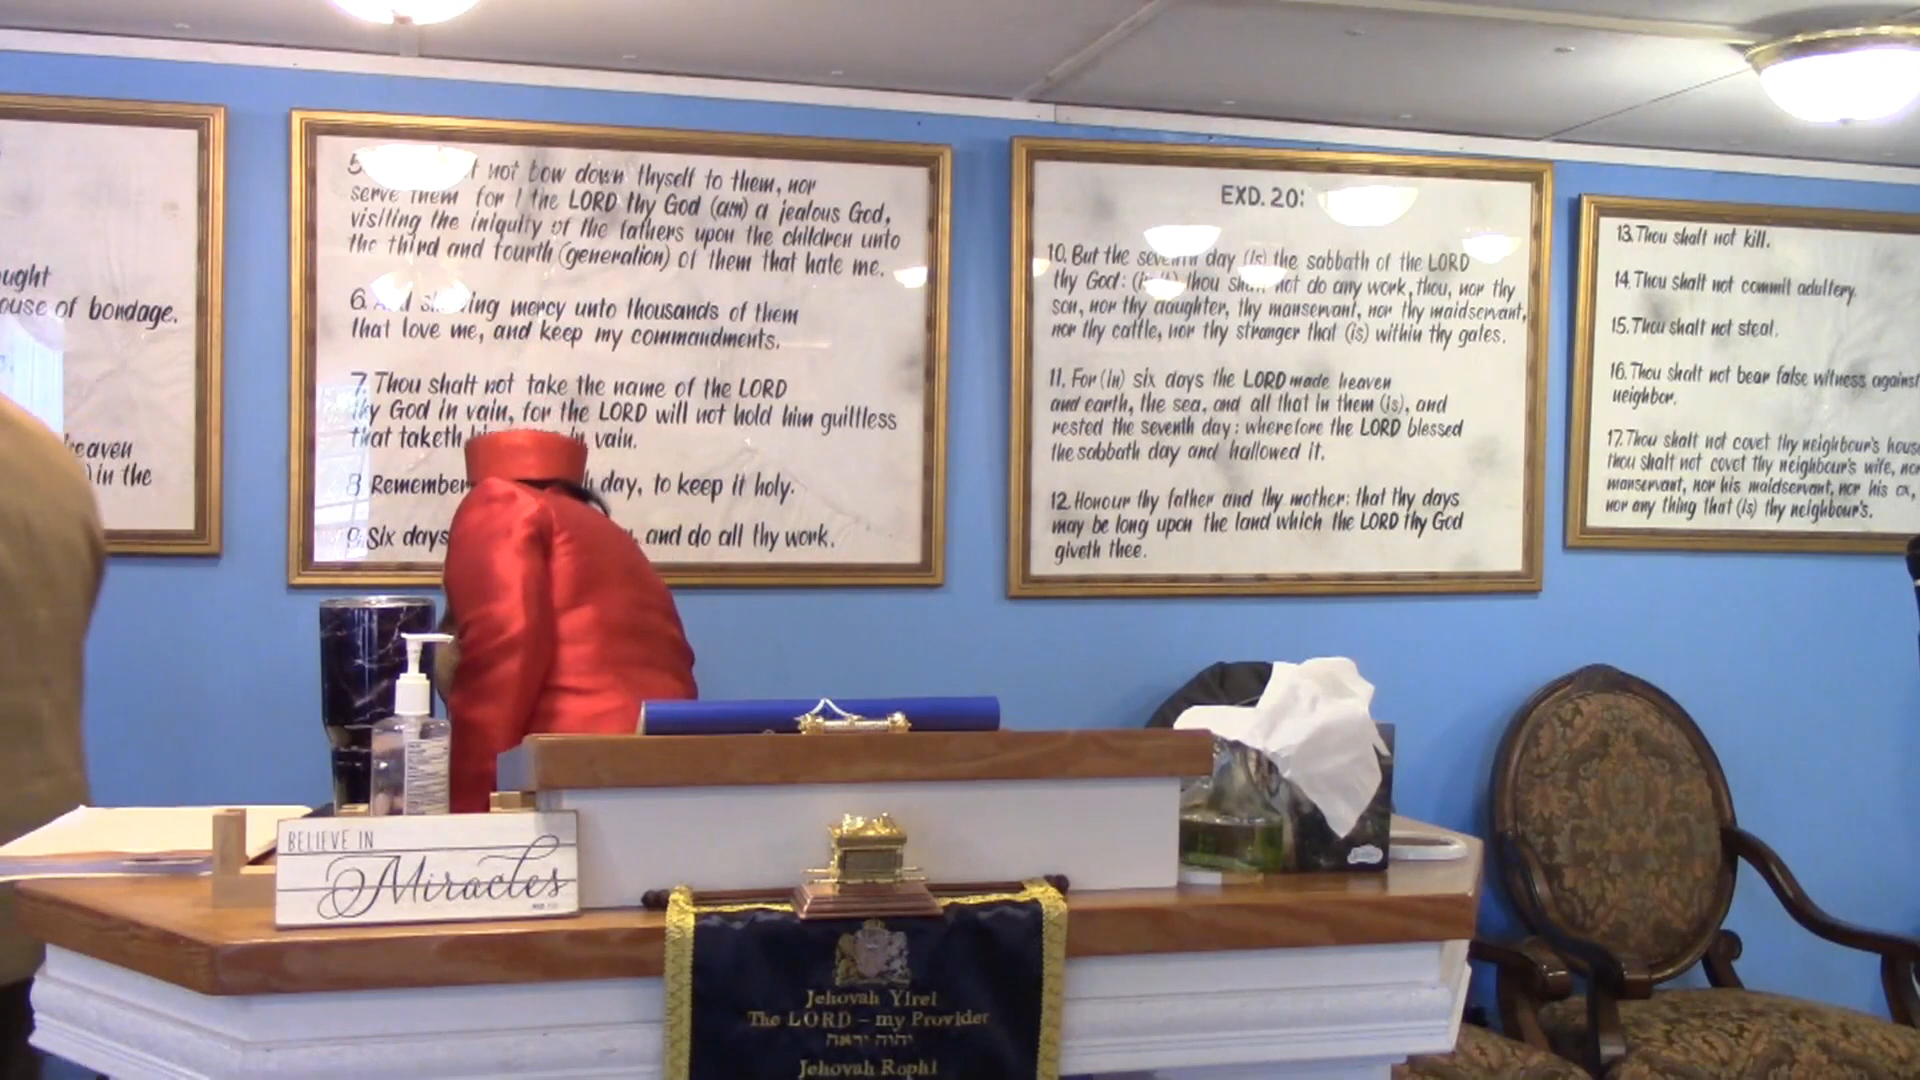 ought
ouse of bondage.
heaven
in the
5. not bow down thyself to them, nor
serve them for I the LORD thy God (am) a jealous God,
visiting the iniquity of the fathers upon the children unto
the third and fourth (generation) of them that hate me.
6. And showing mercy unto thousands of them
that love me, and keep my commandments.
7. Thou shalt not take the name of the LORD
thy God in vain, for the LORD will not hold him guiltless
that taketh in vain.
8 Remember day, to keep it holy.
9. Six days and do all thy work.
EXD. 20:
10. But the seventh day (is) the sabbath of the LORD
thy God: thou shalt not do any work, thou, nor thy
son, nor thy daughter, thy manservant, nor thy maidservant,
nor thy cattle, nor thy stranger that (is) within thy gates.
11. For (in) six days the LORD made heaven
and earth, the sea, and all that in them (is), and
rested the seventh day: wherefore the LORD blessed
the sabbath day and hallowed it.
12. Honour thy father and thy mother: that thy days
may be long upon the land which the LORD thy God
giveth thee.
13. Thou shalt not kill.
14. Thou shalt not commit adultery.
15. Thou shalt not steal.
16. Thou shalt not bear false witness against
neighbor.
17. Thou shalt not covet thy neighbour's house
thou shalt not covet thy neighbour's wife, nor
manservant, nor his maidservant, nor his ox,
nor any thing that (is) thy neighbour's.
BELIEVE IN
Miracles
Jehovah Yirei
The LORD – my Provider
יהוה יראה
Jehovah Rophi